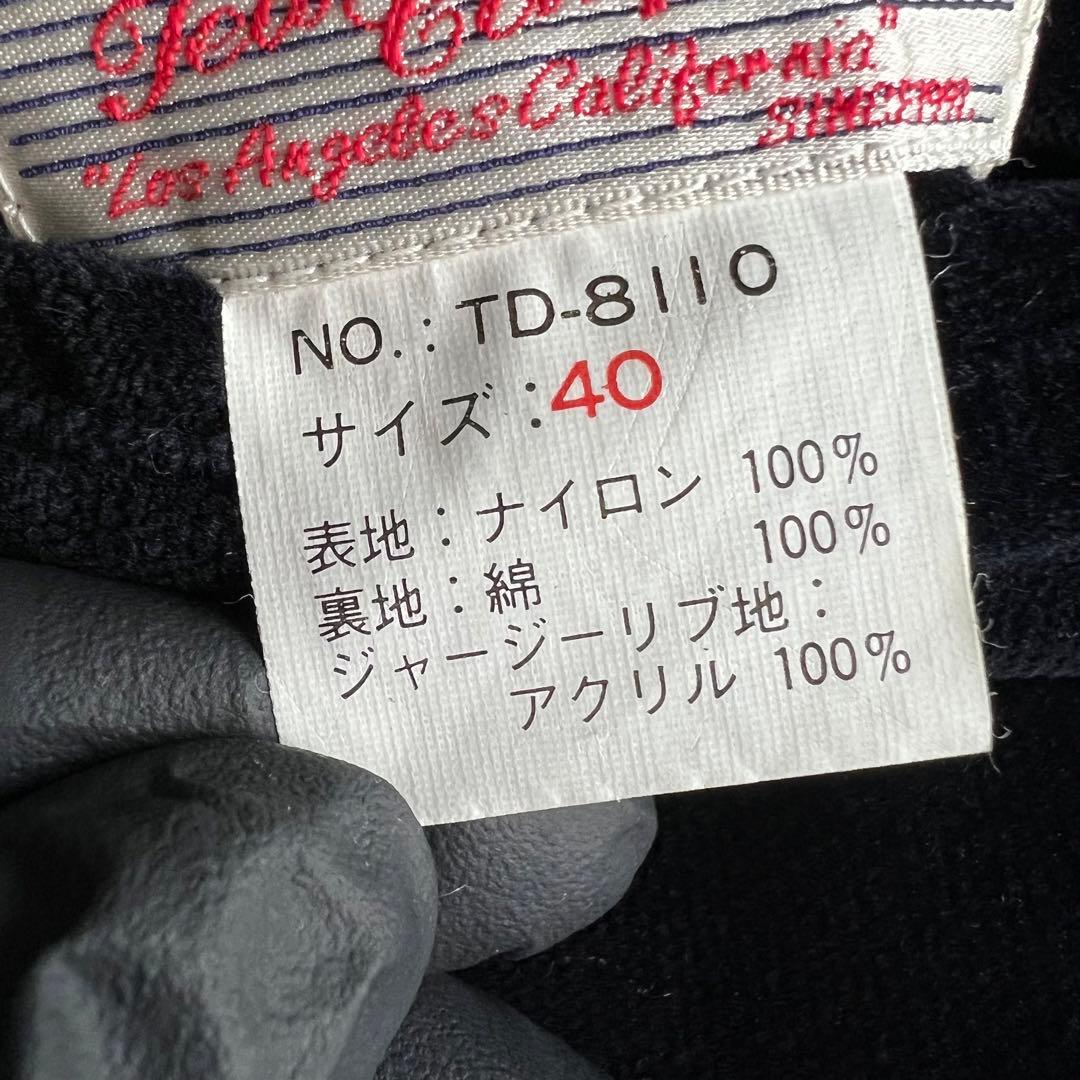 "Los Angeles California"
NO.: TD-8110
サイズ:40
表地:ナイロン 100%
裏地:綿 100%
ジャージーリブ地:
アクリル 100%